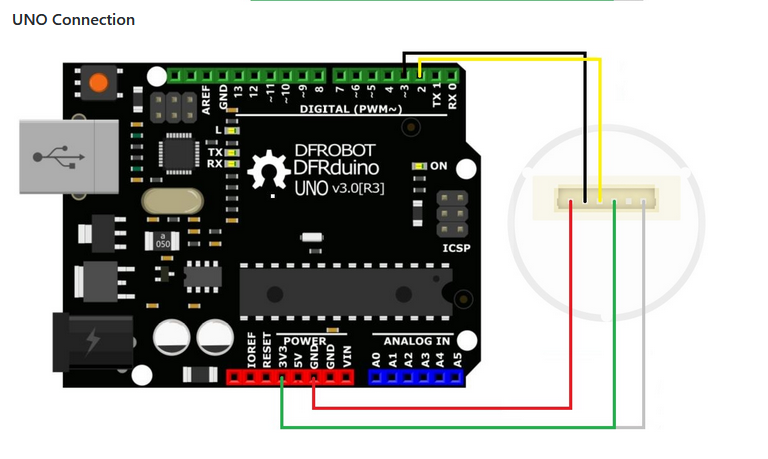 UNO Connection
AREF
GND
13
12
~11
~10
~9
8
7
~6
~5
4
~3
2
TX 1
RX 0
DIGITAL (PWM~)
L
TX
RX
DFROBOT
DFRduino
UNO v3.0[R3]
ON
ICSP
a
050
POWER
ANALOG IN
IOREF
RESET
3V3
5V
GND
GND
VIN
A0
A1
A2
A3
A4
A5